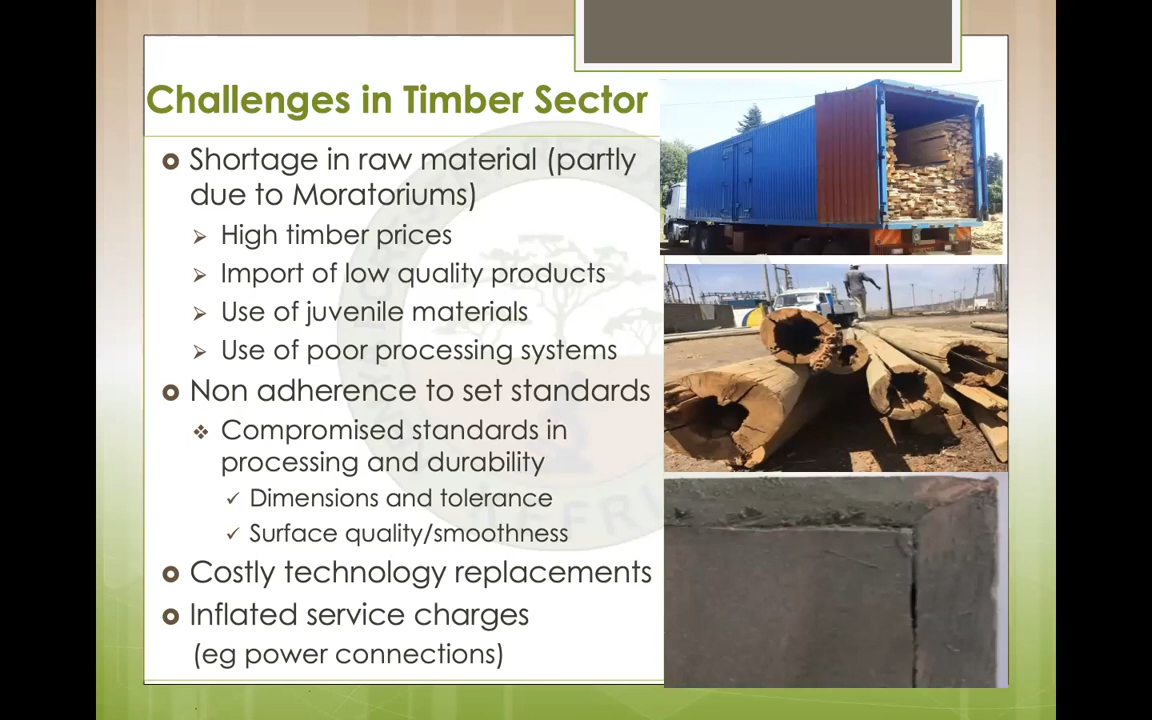 Challenges in Timber Sector
Shortage in raw material (partly
due to Moratoriums)
High timber prices
Import of low quality products
Use of juvenile materials
Use of poor processing systems
Non adherence to set standards
Compromised standards in
processing and durability
Dimensions and tolerance
Surface quality/smoothness
Costly technology replacements
Inflated service charges
(eg power connections)